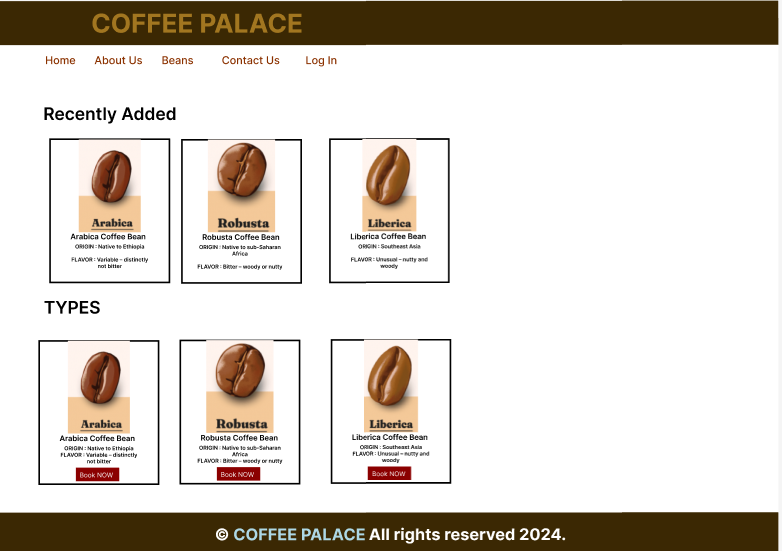 COFFEE PALACE
Home About Us Beans Contact Us Log In
Recently Added
Arabica
Arabica Coffee Bean
ORIGIN : Native to Ethiopia
FLAVOR : Variable – distinctly
not bitter
Robusta
Robusta Coffee Bean
ORIGIN : Native to sub-Saharan
Africa
FLAVOR : Bitter – woody or nutty
Liberica
Liberica Coffee Bean
ORIGIN : Southeast Asia
FLAVOR : Unusual – nutty and
woody
TYPES
Arabica
Arabica Coffee Bean
ORIGIN : Native to Ethiopia
FLAVOR : Variable – distinctly
not bitter
Book NOW
Robusta
Robusta Coffee Bean
ORIGIN : Native to sub-Saharan
Africa
FLAVOR : Bitter – woody or nutty
Book NOW
Liberica
Liberica Coffee Bean
ORIGIN : Southeast Asia
FLAVOR : Unusual – nutty and
woody
Book NOW
© COFFEE PALACE All rights reserved 2024.